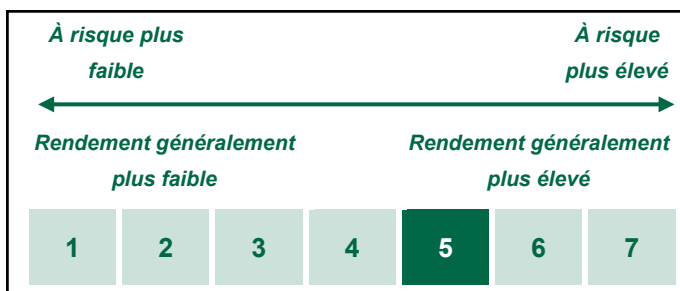 À risque plus
faible
À risque
plus élevé
Rendement généralement
plus faible
Rendement généralement
plus élevé
1 2 3 4 5 6 7